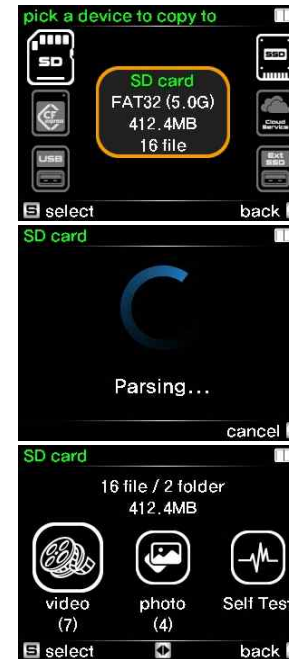 pick a device to copy to
SD
SSD
SD card
FAT32 (5.0G)
412.4MB
16 file
CF
Cloud
Service
USB
Ext
SSD
S select
back
SD card
Parsing...
cancel
SD card
16 file / 2 folder
412.4MB
video
photo
Self Tes
(7)
(4)
S select
back